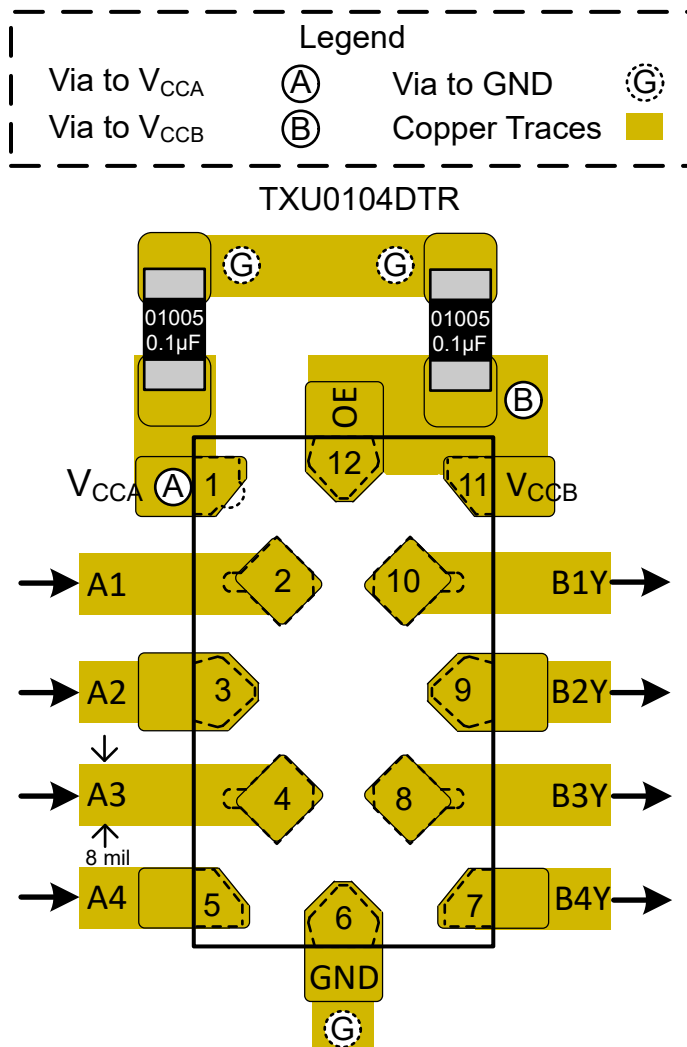 Legend
Via to VCCA A Via to GND G
Via to VCCB B Copper Traces
TXU0104DTR
G G
01005 01005
0.1µF 0.1µF
OE
B
12
VCCA A 1 11 VCCB
A1 2 10 B1Y
A2 3 9 B2Y
A3 4 8 B3Y
8 mil
A4 5 7 B4Y
6
GND
G